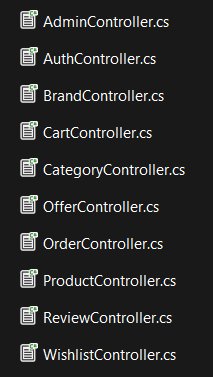 AdminController.cs
AuthController.cs
BrandController.cs
CartController.cs
CategoryController.cs
OfferController.cs
OrderController.cs
ProductController.cs
ReviewController.cs
WishlistController.cs